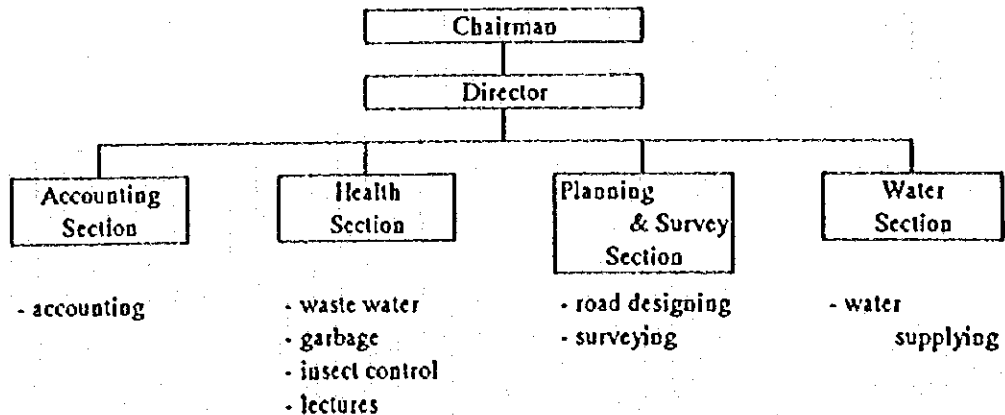 Chairman
Director
Accounting
Section
- accounting
Health
Section
- waste water
- garbage
- insect control
- lectures
Planning
& Survey
Section
- road designing
- surveying
Water
Section
- water
supplying